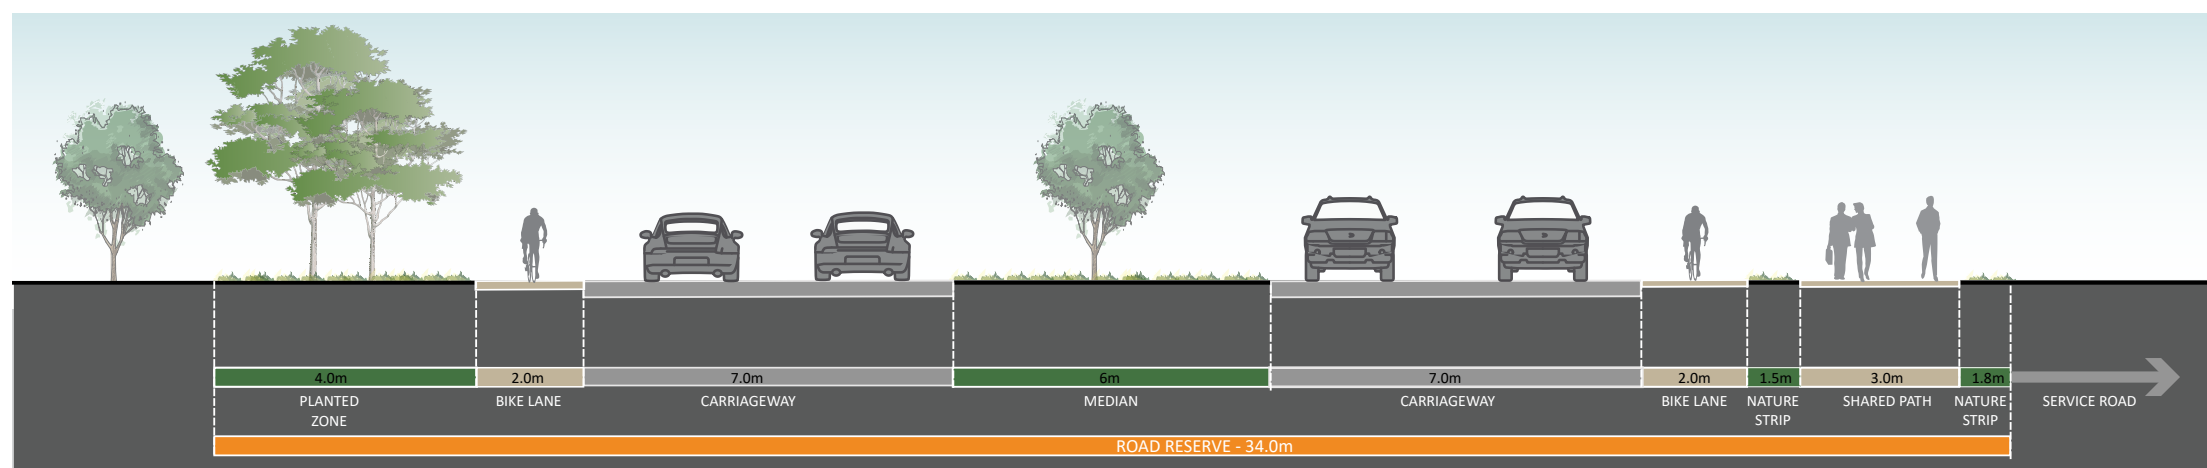 4.0m 2.0m 7.0m 6m 7.0m 2.0m 1.5m 3.0m 1.8m
PLANTED BIKE LANE CARRIAGEWAY MEDIAN CARRIAGEWAY BIKE LANE NATURE SHARED PATH NATURE SERVICE ROAD
ZONE STRIP STRIP
ROAD RESERVE - 34.0m